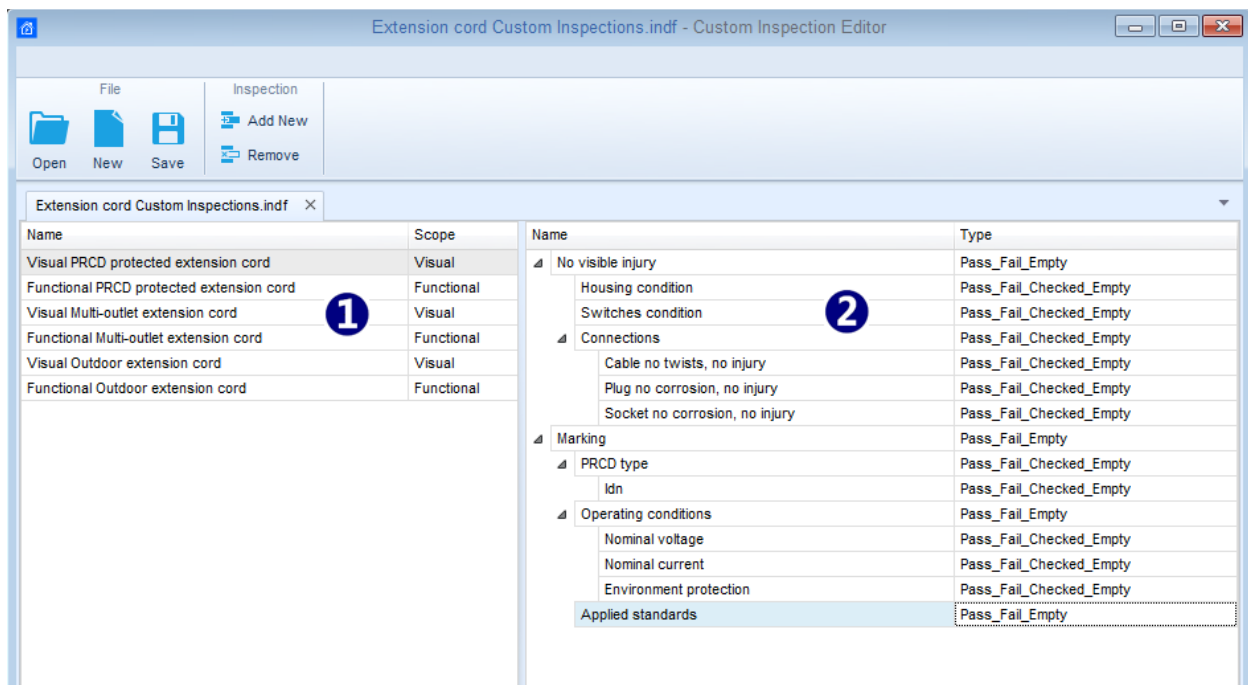 Extension cord Custom Inspections.indf - Custom Inspection Editor
File Inspection
Open New Save Add New
Remove
Extension cord Custom Inspections.indf
Name Scope
Visual PRCD protected extension cord Visual
Functional PRCD protected extension cord Functional
Visual Multi-outlet extension cord Visual
Functional Multi-outlet extension cord Functional
Visual Outdoor extension cord Visual
Functional Outdoor extension cord Functional
1
Name Type
No visible injury Pass_Fail_Empty
Housing condition Pass_Fail_Checked_Empty
Switches condition Pass_Fail_Checked_Empty
Connections Pass_Fail_Checked_Empty
Cable no twists, no injury Pass_Fail_Checked_Empty
Plug no corrosion, no injury Pass_Fail_Checked_Empty
Socket no corrosion, no injury Pass_Fail_Checked_Empty
Marking Pass_Fail_Empty
PRCD type Pass_Fail_Checked_Empty
Idn Pass_Fail_Checked_Empty
Operating conditions Pass_Fail_Empty
Nominal voltage Pass_Fail_Checked_Empty
Nominal current Pass_Fail_Checked_Empty
Environment protection Pass_Fail_Checked_Empty
Applied standards Pass_Fail_Empty
2